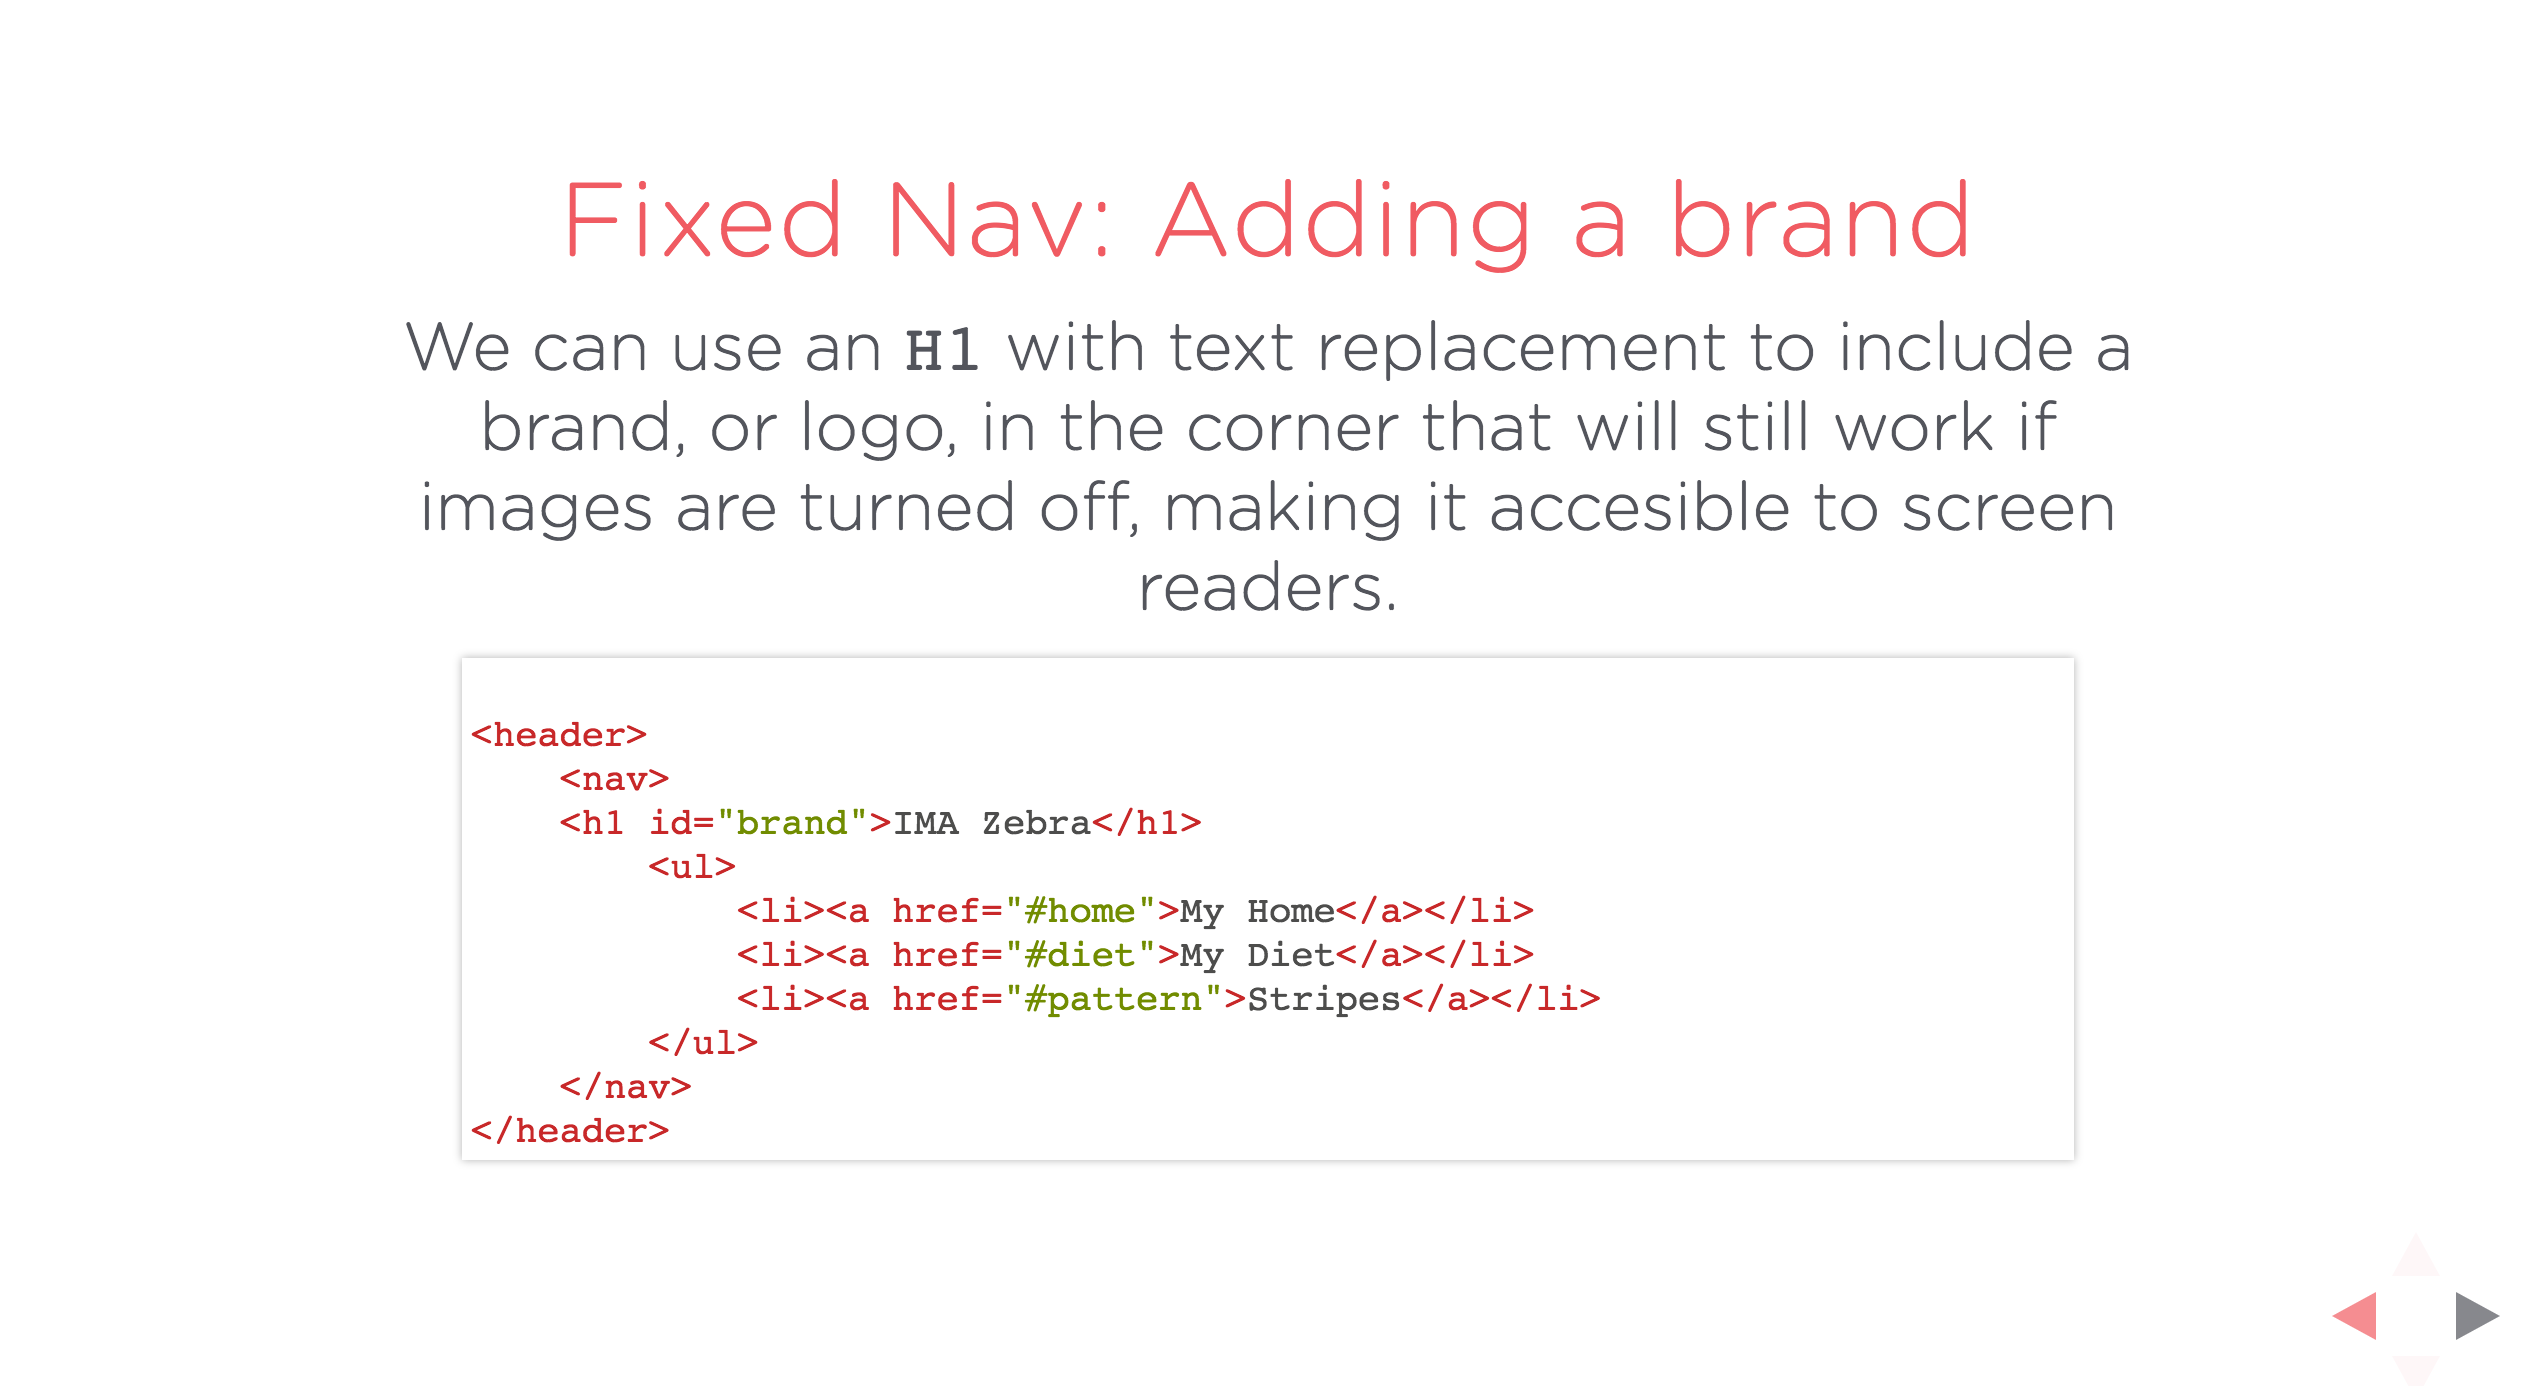 Fixed Nav: Adding a brand
We can use an H1 with text replacement to include a
brand, or logo, in the corner that will still work if
images are turned off, making it accesible to screen
readers.
<header>
    <nav>
    <h1 id="brand">IMA Zebra</h1>
        <ul>
            <li><a href="#home">My Home</a></li>
            <li><a href="#diet">My Diet</a></li>
            <li><a href="#pattern">Stripes</a></li>
        </ul>
    </nav>
</header>